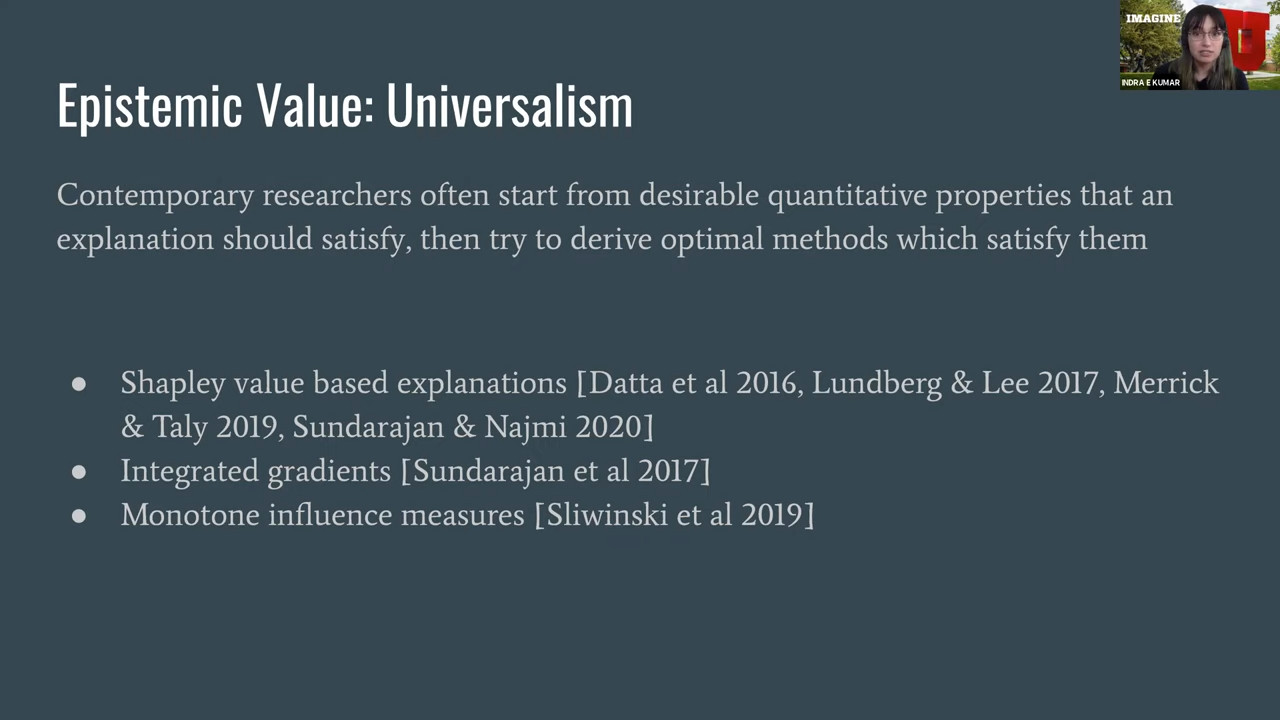 IMAGINE
INDRA E KUMAR
Epistemic Value: Universalism
Contemporary researchers often start from desirable quantitative properties that an
explanation should satisfy, then try to derive optimal methods which satisfy them
● Shapley value based explanations [Datta et al 2016, Lundberg & Lee 2017, Merrick
& Taly 2019, Sundarajan & Najmi 2020]
● Integrated gradients [Sundarajan et al 2017]
● Monotone influence measures [Sliwinski et al 2019]